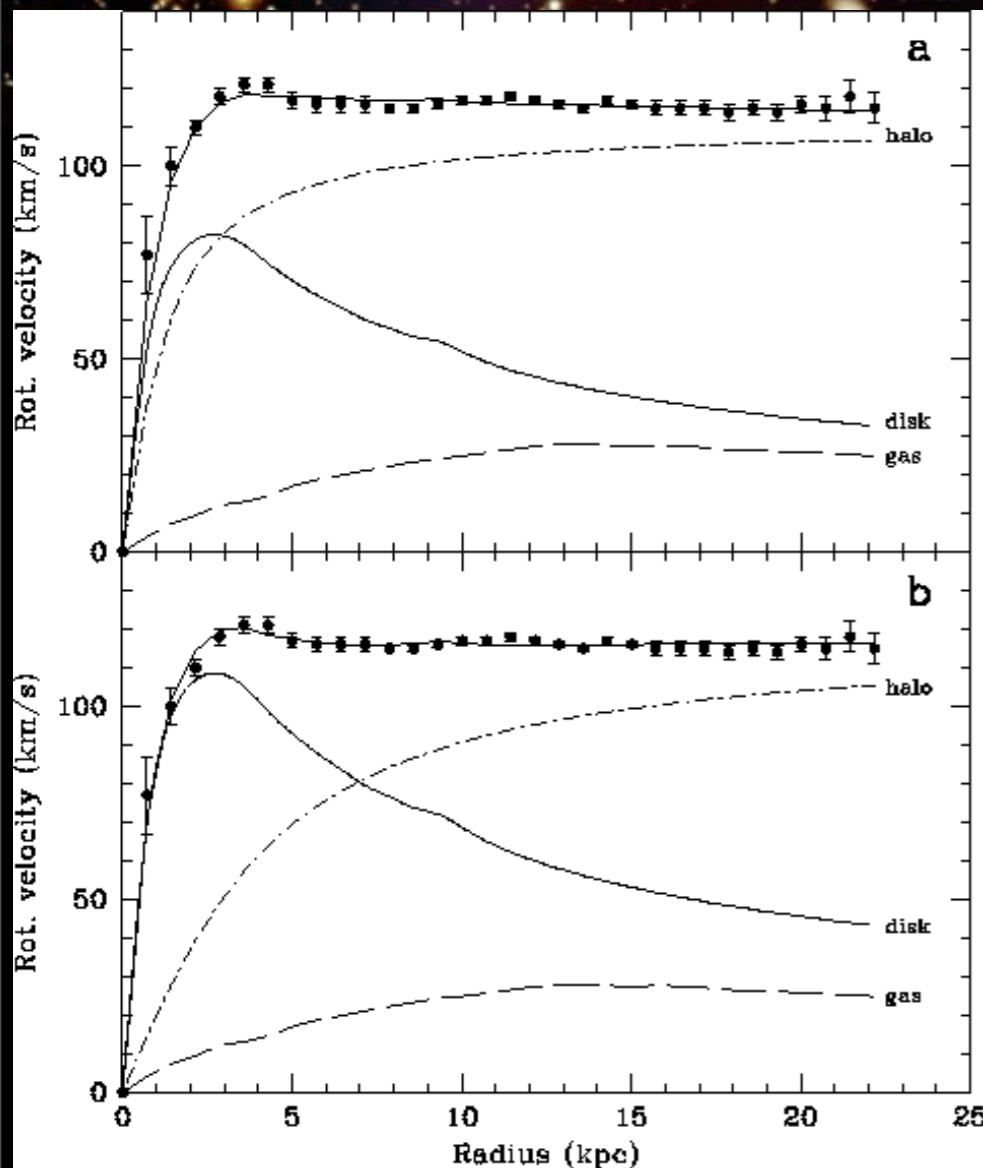 a
Rot. velocity (km/s)
100
50
0
halo
disk
gas
b
Rot. velocity (km/s)
100
50
0
halo
disk
gas
0 5 10 15 20 25
Radius (kpc)